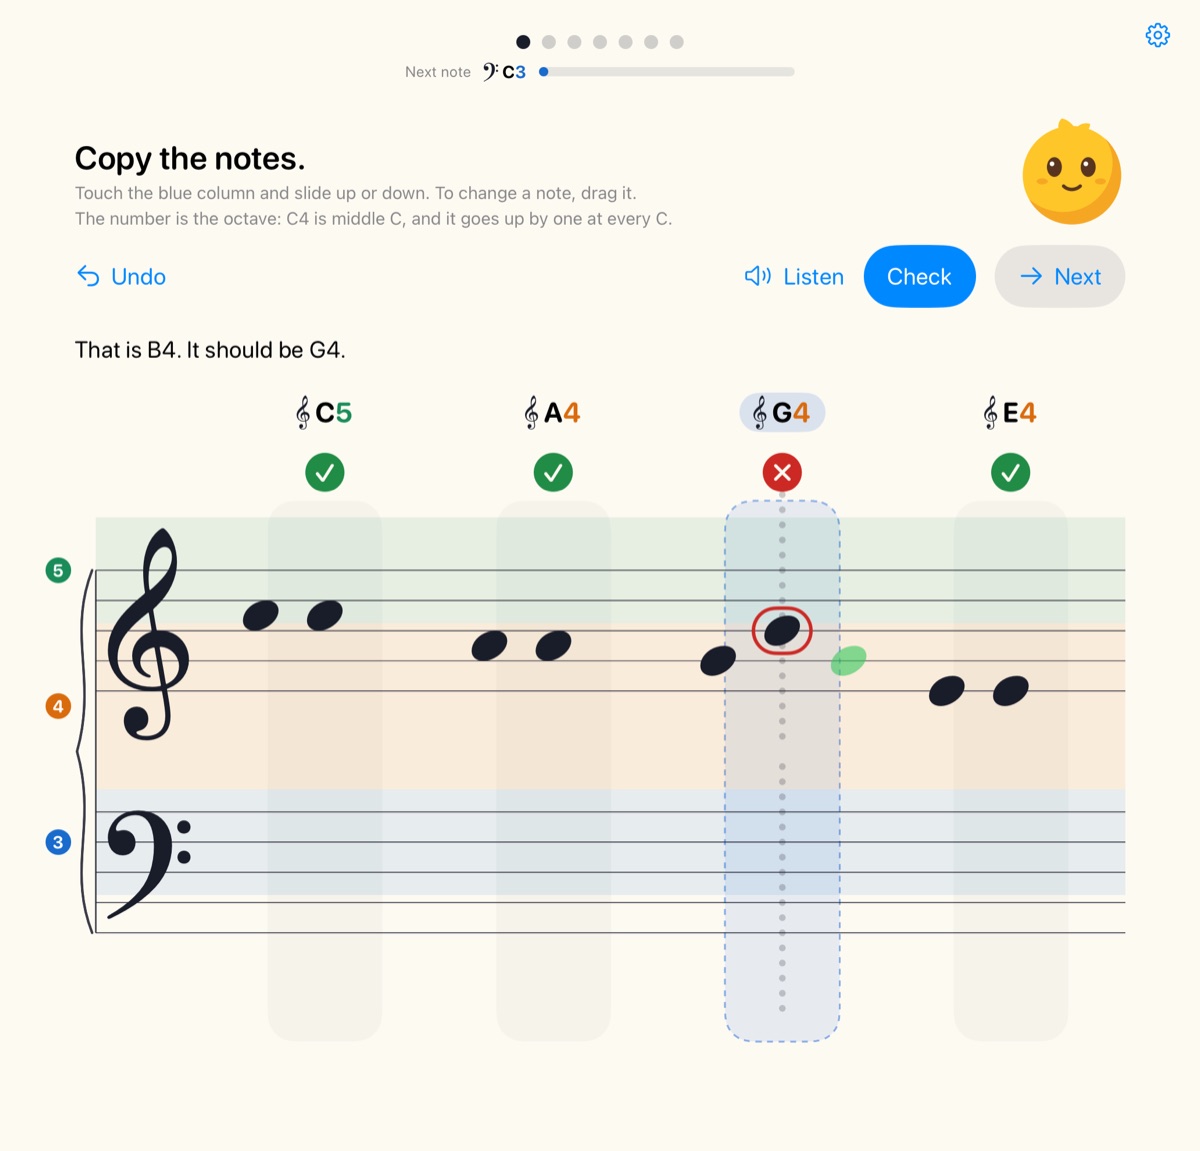 Next note C3
Copy the notes.
Touch the blue column and slide up or down. To change a note, drag it.
The number is the octave: C4 is middle C, and it goes up by one at every C.
Undo
Listen
Check
Next
That is B4. It should be G4.
C5
A4
G4
E4
5
4
3